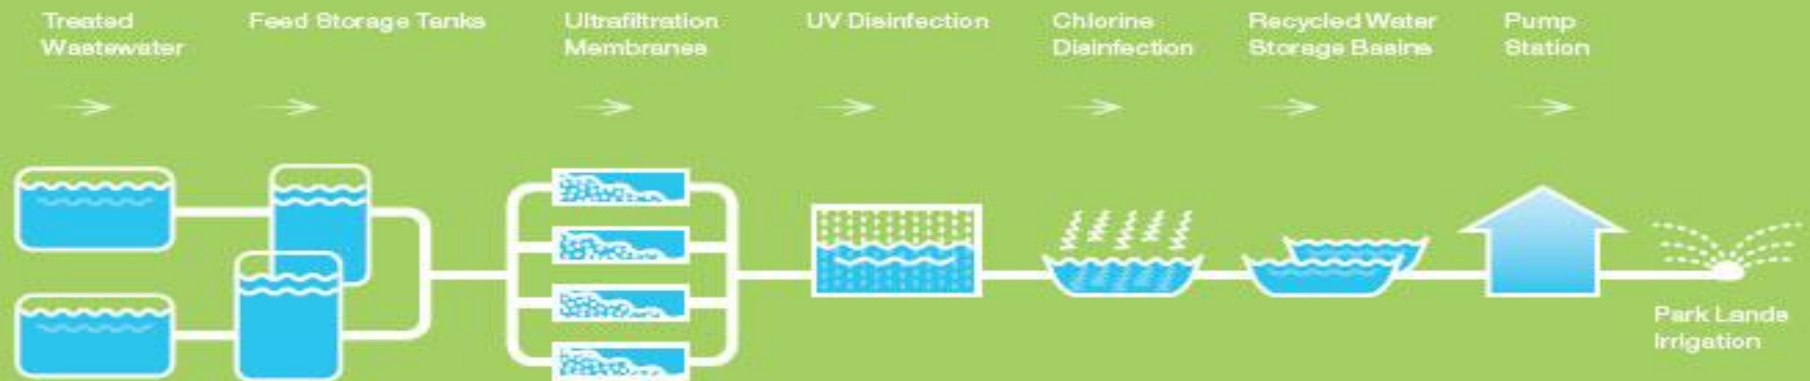 Treated
Wastewater
Feed Storage Tanks
Ultrafiltration
Membranes
UV Disinfection
Chlorine
Disinfection
Recycled Water
Storage Basins
Pump
Station
Park Lands
Irrigation